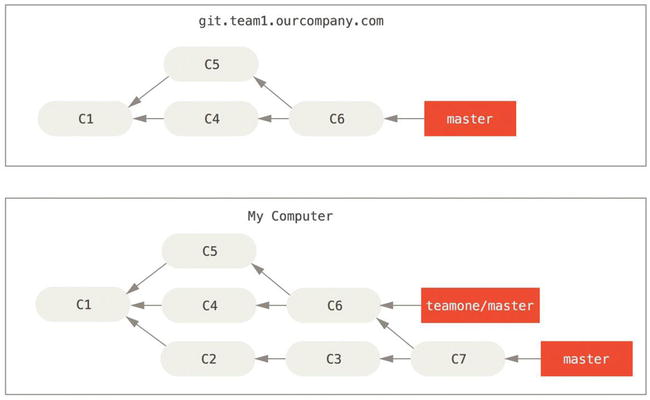 git.team1.ourcompany.com
C5
C1
C4
C6
master
My Computer
C5
C1
C4
C6
teamone/master
C2
C3
C7
master